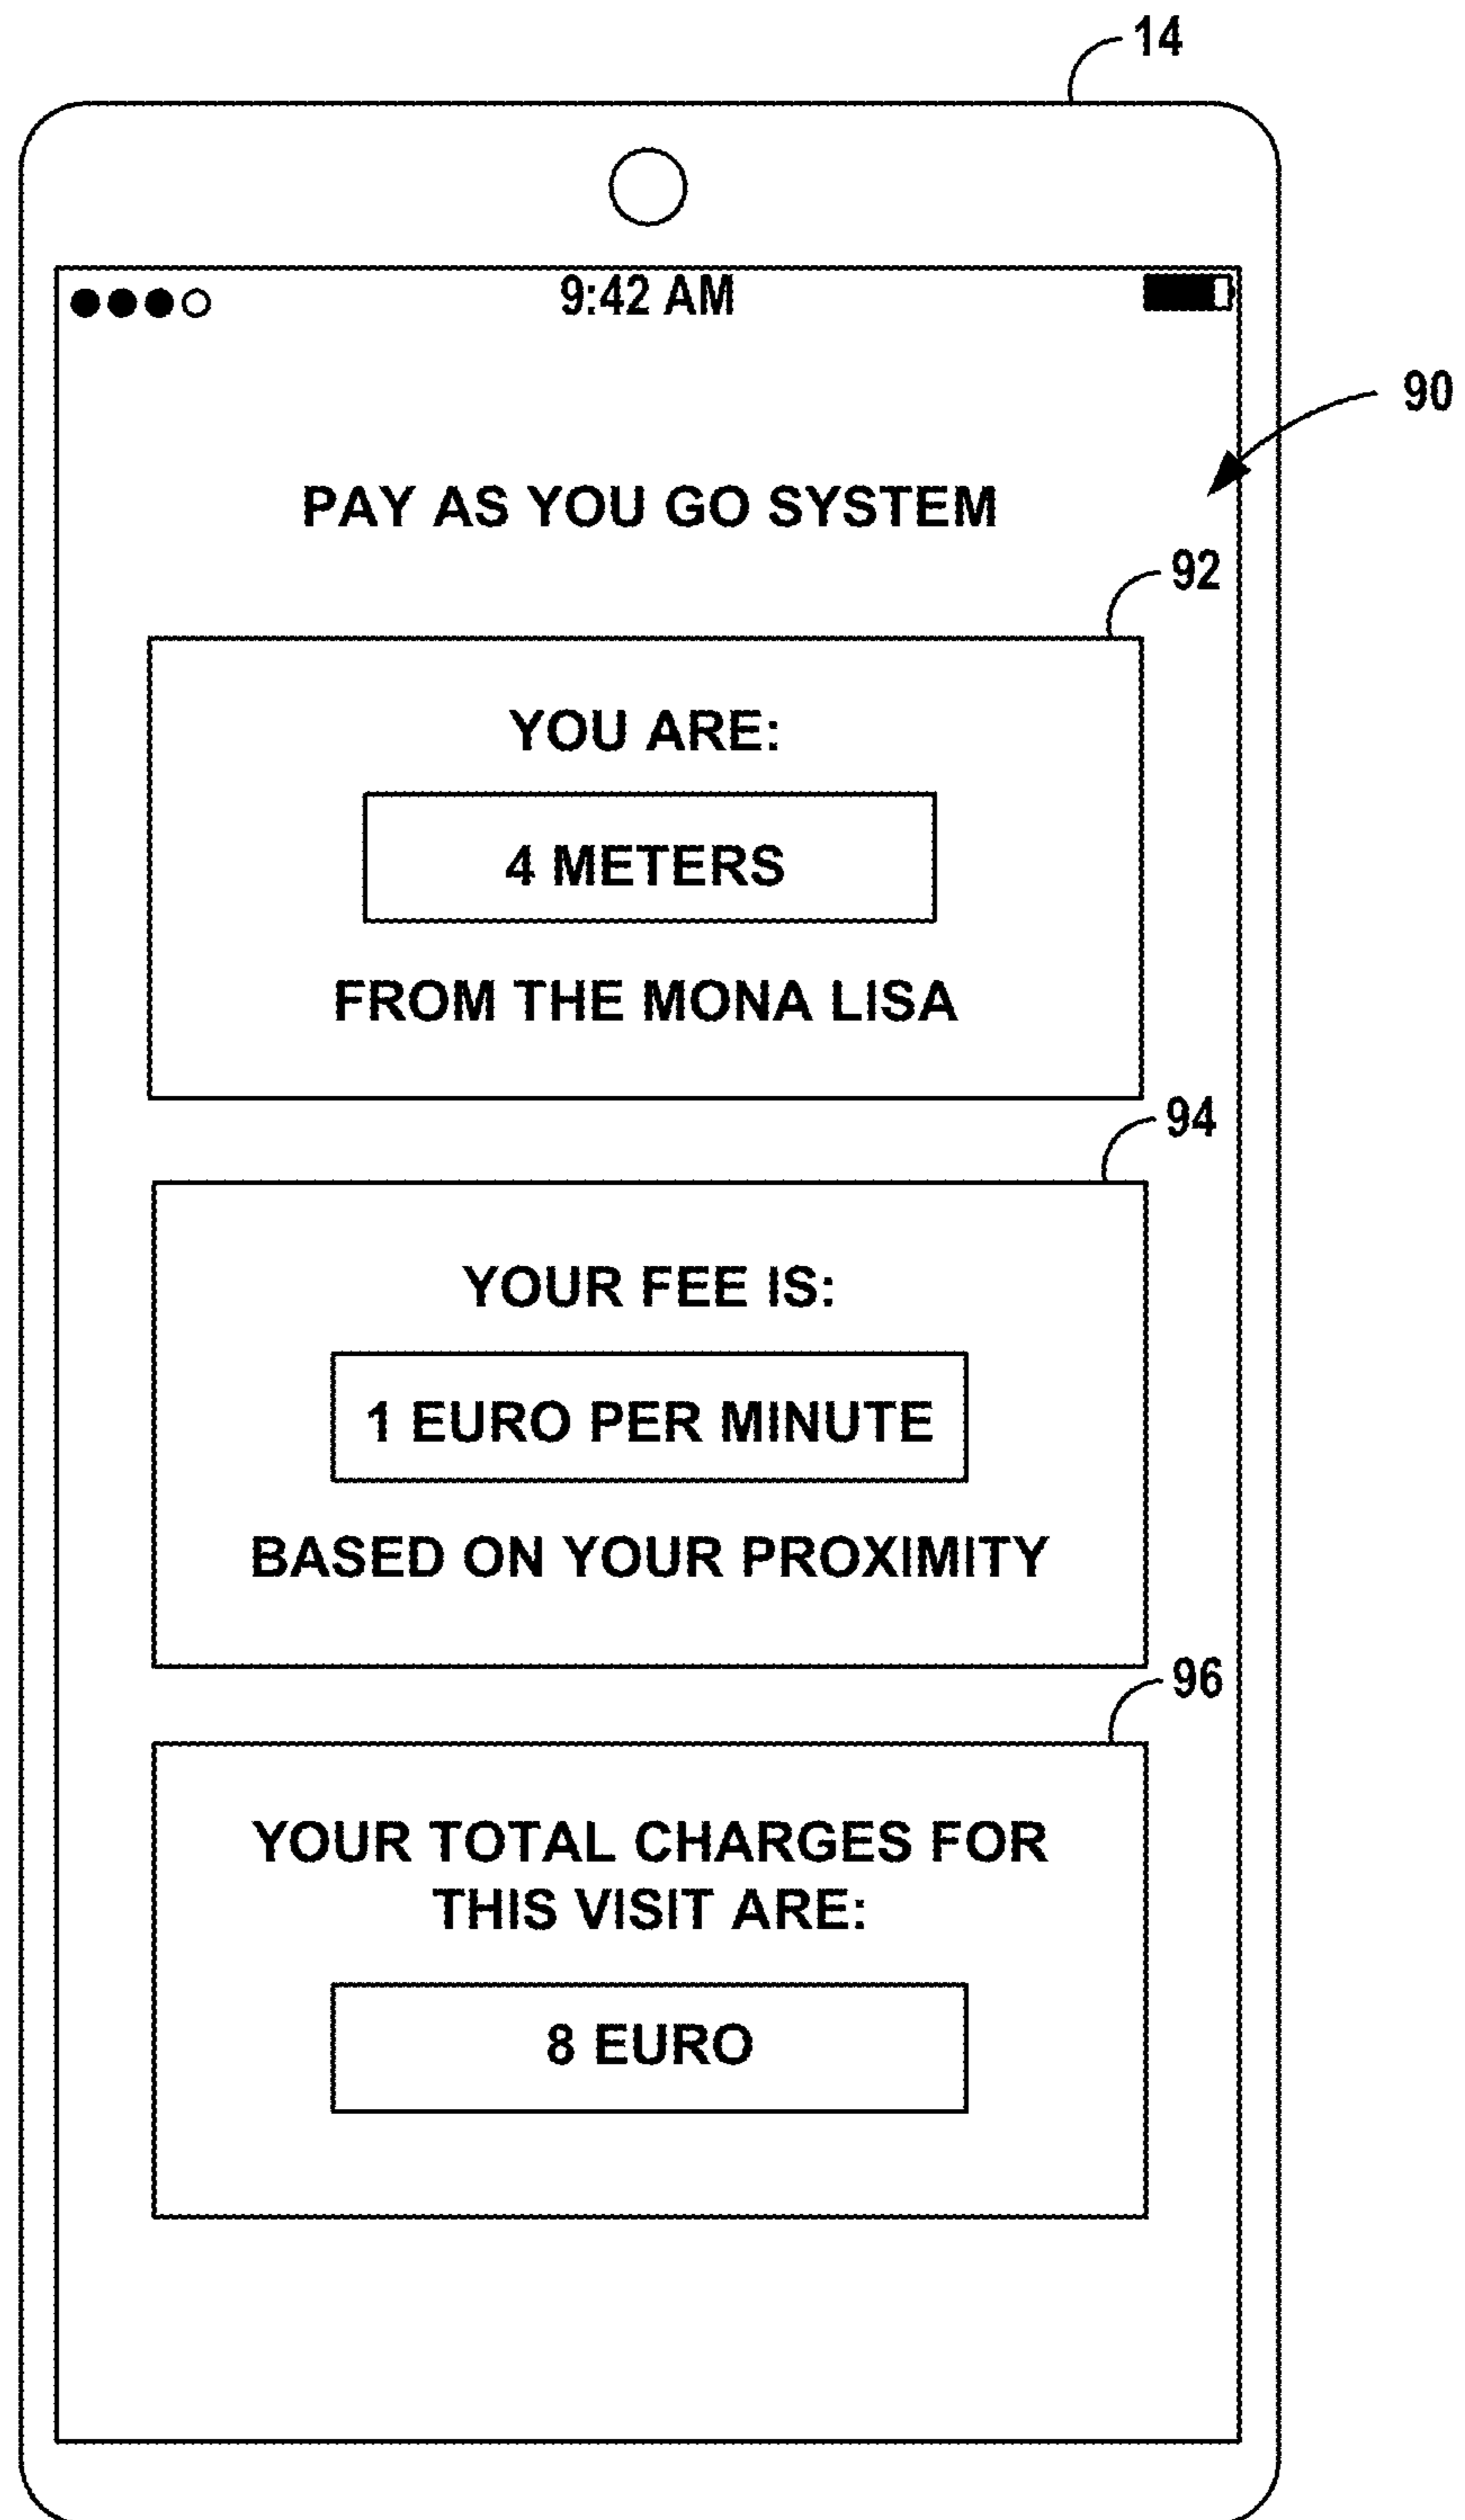 14
9:42 AM
90
PAY AS YOU GO SYSTEM
92
YOU ARE:
4 METERS
FROM THE MONA LISA
94
YOUR FEE IS:
1 EURO PER MINUTE
BASED ON YOUR PROXIMITY
96
YOUR TOTAL CHARGES FOR
THIS VISIT ARE:
8 EURO